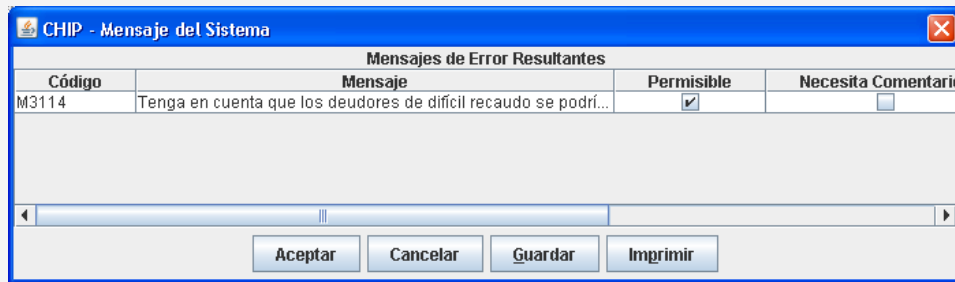 CHIP - Mensaje del Sistema
Mensajes de Error Resultantes
Código Mensaje Permisible Necesita Comentari
M3114 Tenga en cuenta que los deudores de difícil recaudo se podrí...
Aceptar Cancelar Guardar Imprimir